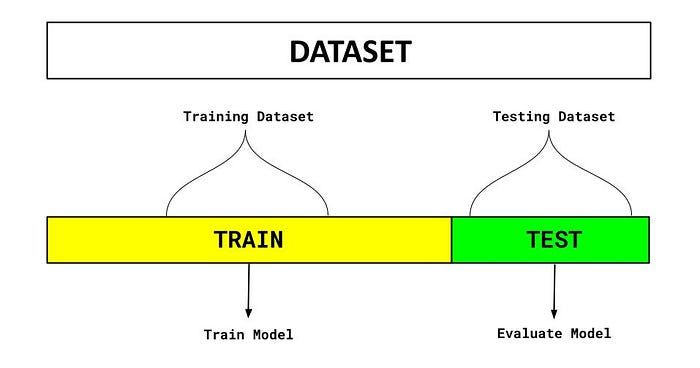 DATASET
Training Dataset
Testing Dataset
TRAIN
TEST
Train Model
Evaluate Model